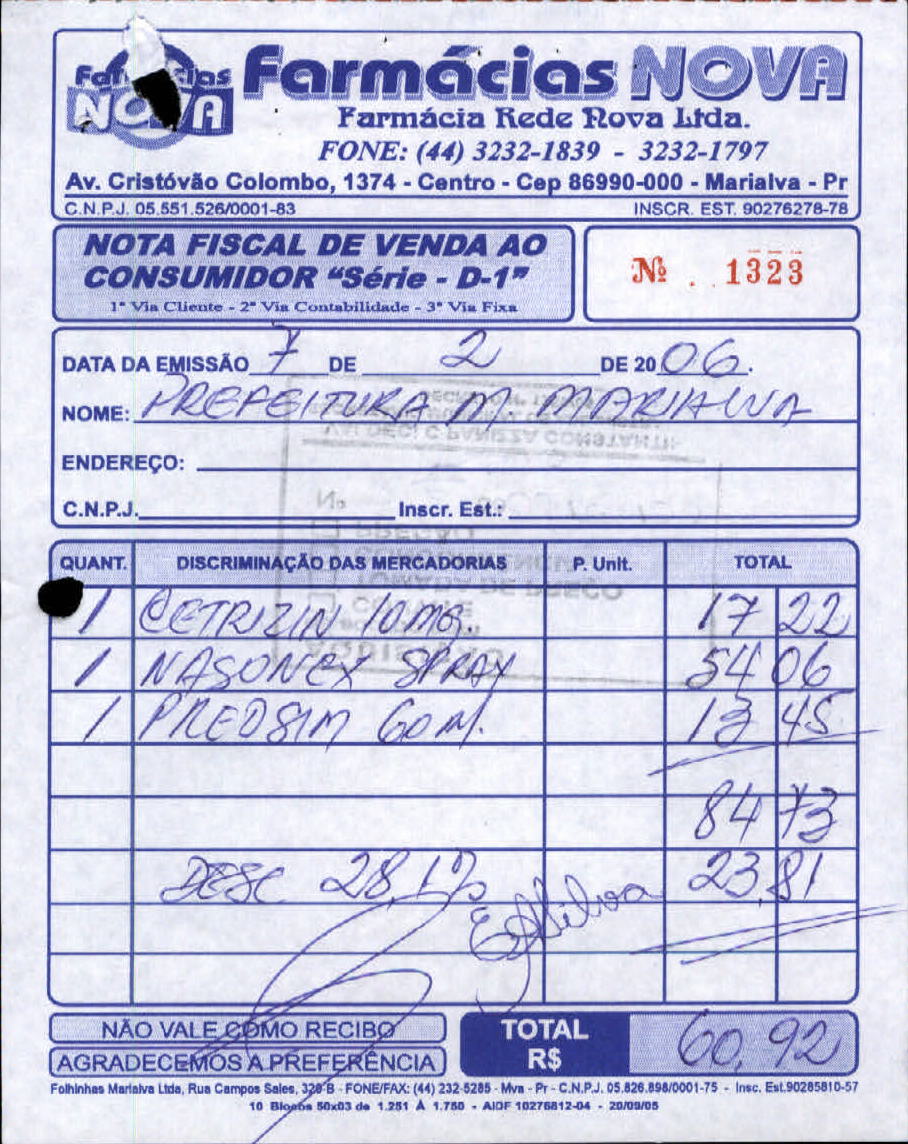 Farmácias NOVA
Farmácias NOVA
Farmácia Rede Nova Ltda.
FONE: (44) 3232-1839 - 3232-1797
Av. Cristóvão Colombo, 1374 - Centro - Cep 86990-000 - Marialva - Pr
C.N.P.J. 05.551.526/0001-83 INSCR. EST. 90276278-78
NOTA FISCAL DE VENDA AO
CONSUMIDOR "Série - D-1"
1ª Via Cliente - 2ª Via Contabilidade - 3ª Via Fixa
Nº . 1323
DATA DA EMISSÃO 7 DE 2 DE 2006.
NOME: PREFEITURA M MARIALVA
ENDEREÇO:
C.N.P.J. Inscr. Est.:
QUANT. DISCRIMINAÇÃO DAS MERCADORIAS P. Unit. TOTAL
1 CETRIZIN 10MG. 17 22
1 NASONEX SPRAY 54 06
1 PREDSIM 60 Ml. 13 45
84 73
DESC 28,1% 23,81
EASilva
NÃO VALE COMO RECIBO
AGRADECEMOS A PREFERÊNCIA
TOTAL
R$ 60,92
Folhinhas Marialva Ltda, Rua Campos Sales, 329-B - FONE/FAX: (44) 232-5285 - Mva - Pr - C.N.P.J. 05.826.898/0001-75 - Insc. Est.90285810-57
10 Blocos 50x03 de 1.251 À 1.750 - AIDF 10276812-04 - 20/09/05